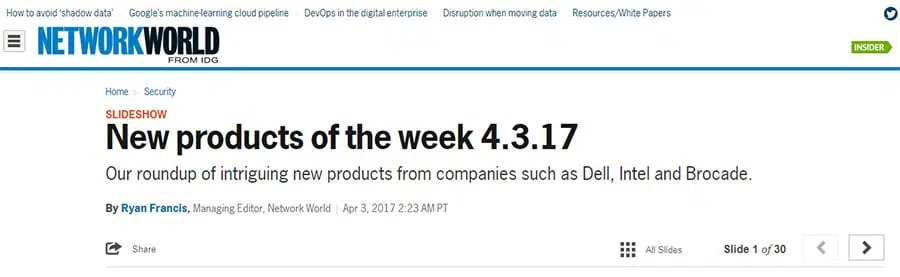 How to avoid 'shadow data' Google's machine-learning cloud pipeline DevOps in the digital enterprise Disruption when moving data Resources/White Papers
NETWORKWORLD
FROM IDG
INSIDER
Home > Security
SLIDESHOW
New products of the week 4.3.17
Our roundup of intriguing new products from companies such as Dell, Intel and Brocade.
By Ryan Francis, Managing Editor, Network World | Apr 3, 2017 2:23 AM PT
Share All Slides Slide 1 of 30